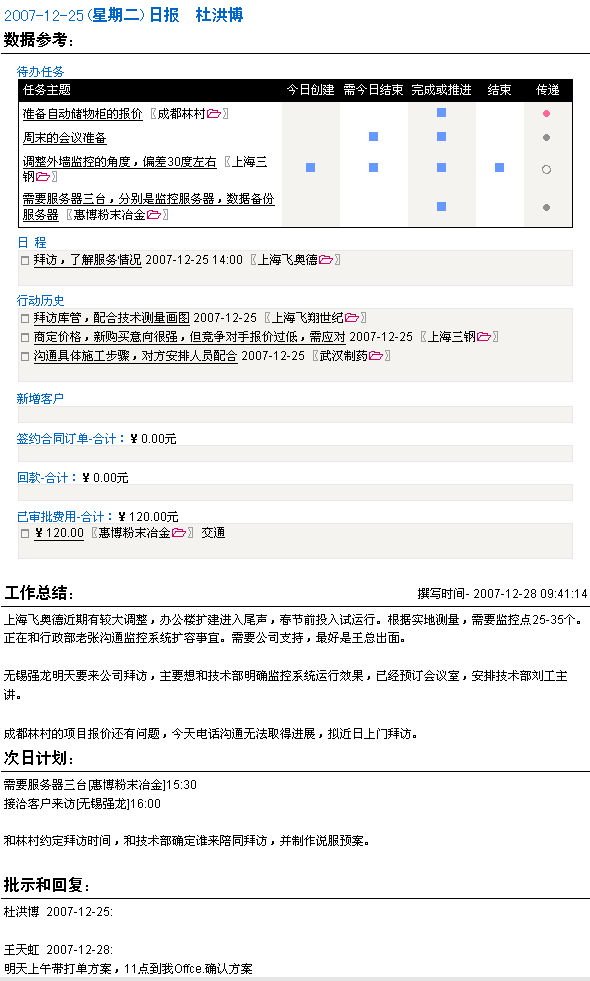 2007-12-25(星期二)日报　杜洪博
数据参考:
待办任务
任务主题 今日创建 需今日结束 完成或推进 结束 传递
准备自动储物柜的报价 〖成都林村〗
周末的会议准备
调整外墙监控的角度，偏差30度左右 〖上海三
钢〗
需要服务器三台，分别是监控服务器，数据备份
服务器 〖惠博粉末冶金〗
日 程
拜访，了解服务情况 2007-12-25 14:00 〖上海飞奥德〗
行动历史
拜访库管，配合技术测量画图 2007-12-25 〖上海飞翔世纪〗
商定价格，新购买意向很强，但竞争对手报价过低，需应对 2007-12-25 〖上海三钢〗
沟通具体施工步骤，对方安排人员配合 2007-12-25 〖武汉制药〗
新增客户
签约合同订单-合计：¥ 0.00元
回款-合计：¥ 0.00元
已审批费用-合计：¥ 120.00元
¥ 120.00 〖惠博粉末冶金〗 交通
工作总结: 撰写时间- 2007-12-28 09:41:14
上海飞奥德近期有较大调整，办公楼扩建进入尾声，春节前投入试运行。根据实地测量，需要监控点25-35个。
正在和行政部老张沟通监控系统扩容事宜。需要公司支持，最好是王总出面。
无锡强龙明天要来公司拜访，主要想和技术部明确监控系统运行效果，已经预订会议室，安排技术部刘工主
讲。
成都林村的项目报价还有问题，今天电话沟通无法取得进展，拟近日上门拜访。
次日计划:
需要服务器三台[惠博粉末冶金]15:30
接洽客户来访[无锡强龙]16:00
和林村约定拜访时间，和技术部确定谁来陪同拜访，并制作说服预案。
批示和回复:
杜洪博 2007-12-25:
王天虹 2007-12-28:
明天上午带打单方案，11点到我Offce.确认方案